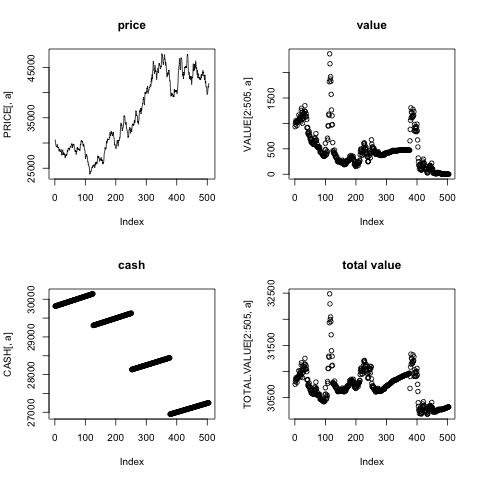 price
PRICE[, a]
45000
35000
25000
0 100 200 300 400 500
Index
value
VALUE[2:505, a]
1500
500
0
0 100 200 300 400 500
Index
cash
CASH[, a]
30000
29000
28000
27000
0 100 200 300 400 500
Index
total value
TOTAL.VALUE[2:505, a]
32500
31500
30500
0 100 200 300 400 500
Index